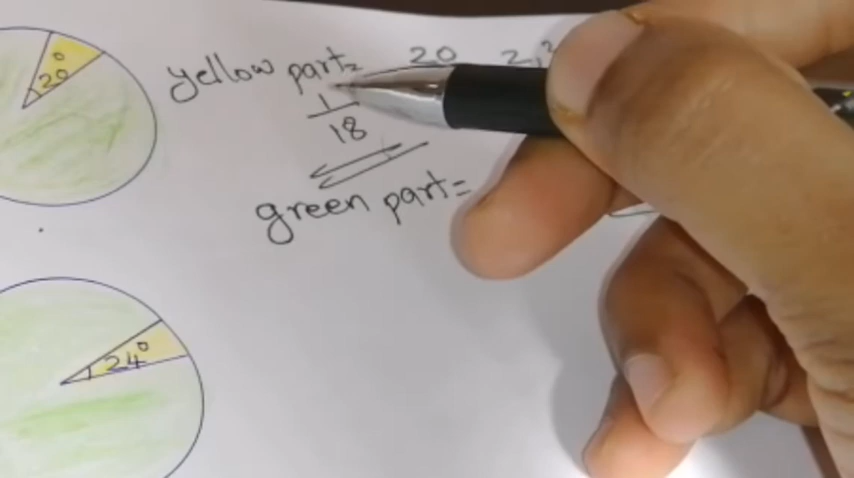 yellow part= 20
1
18
green part=
20°
24°